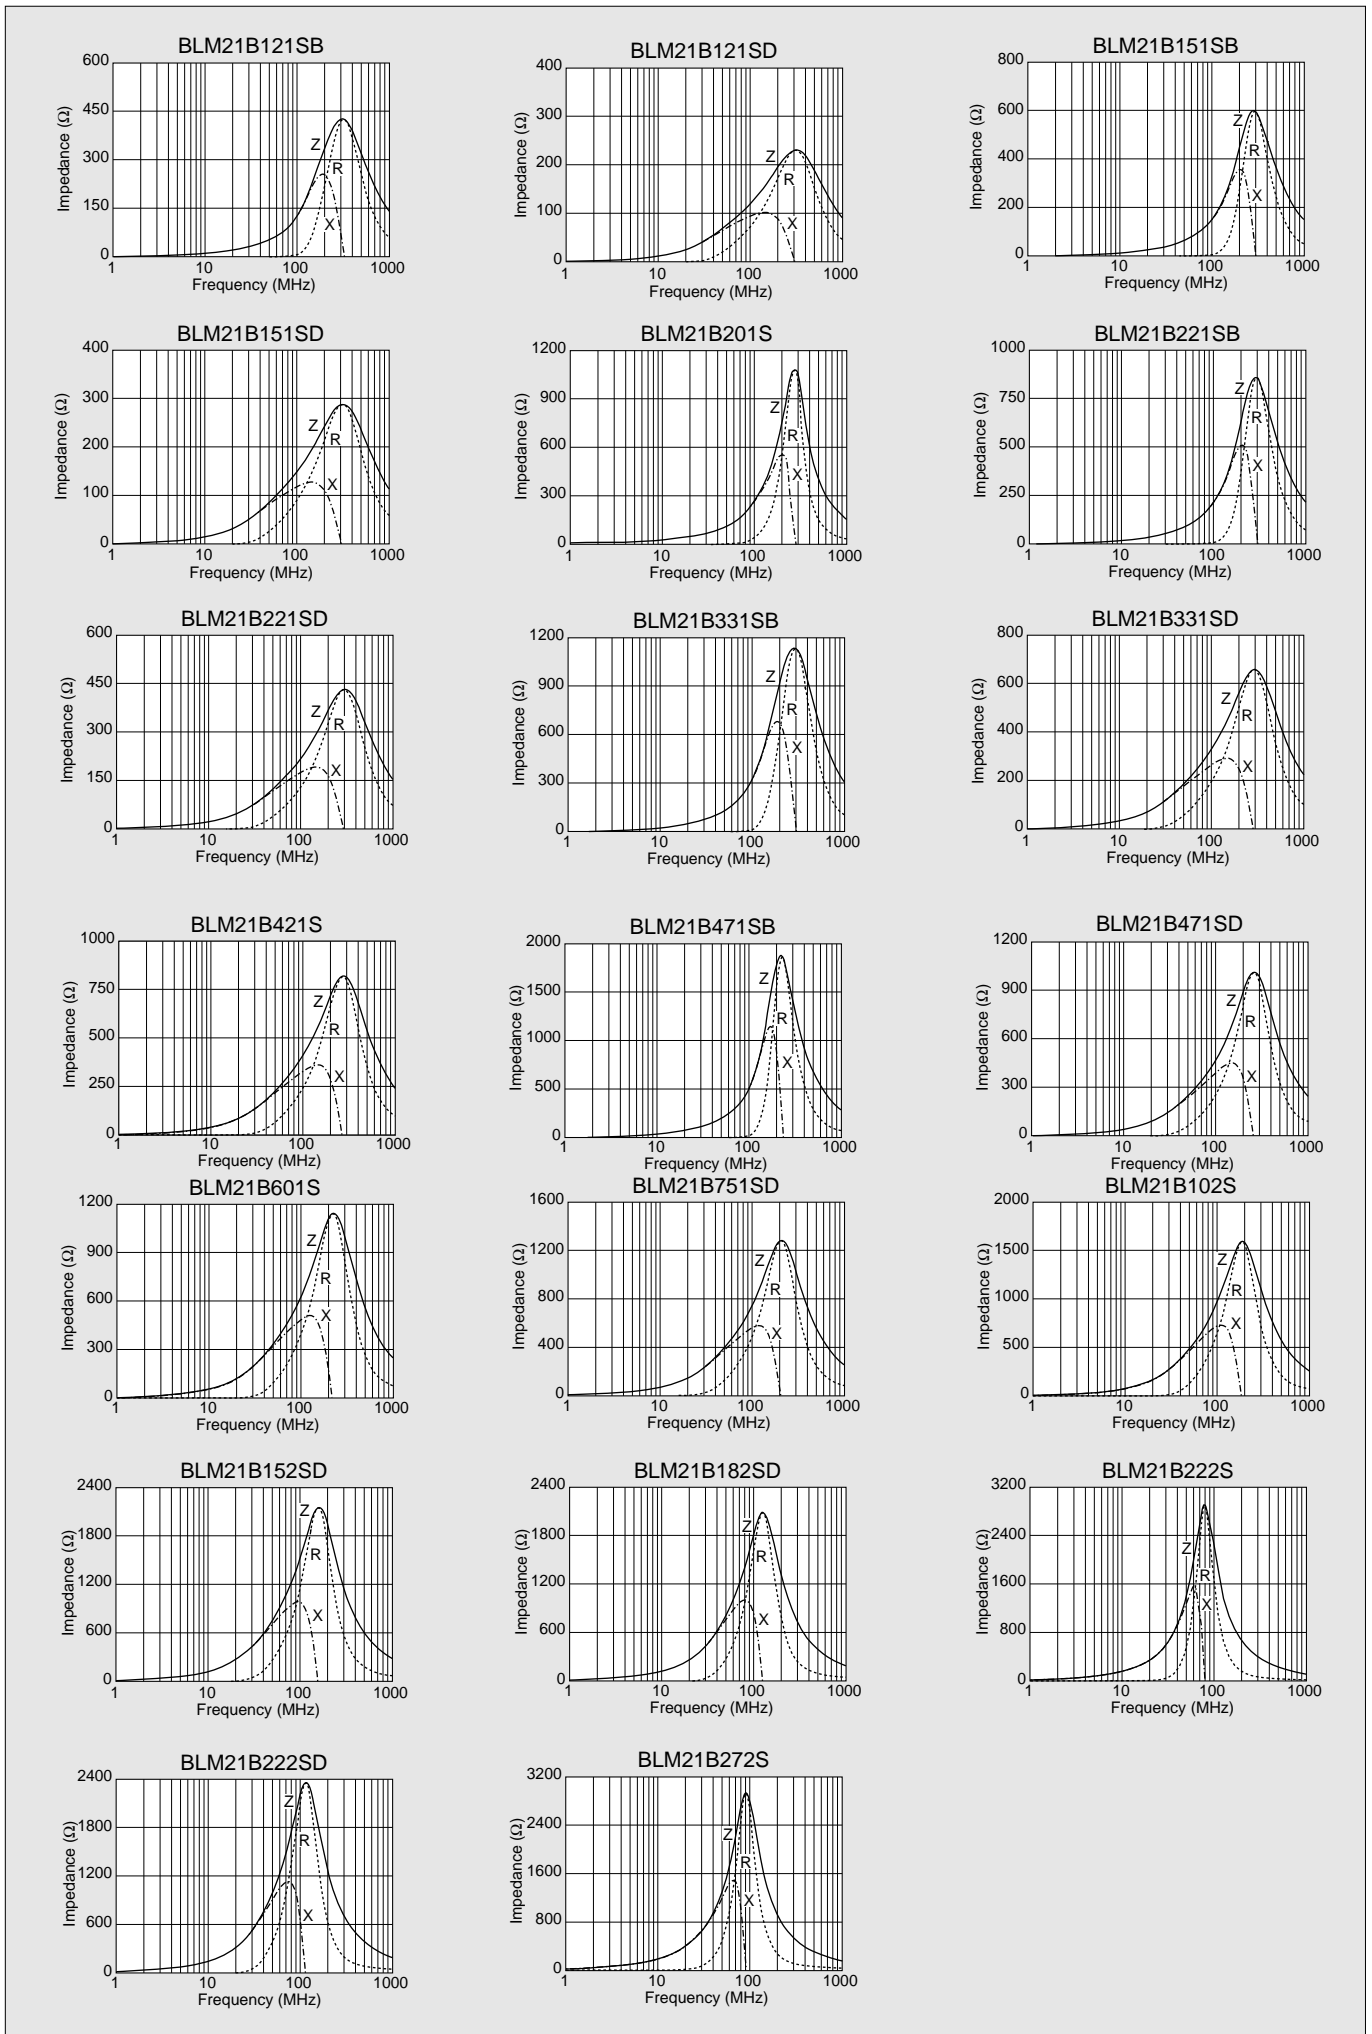 BLM21B121SB
600
450
300
150
0
Impedance (Ω)
Z
R
X
1
10
100
1000
Frequency (MHz)
BLM21B121SD
400
300
200
100
0
Impedance (Ω)
Z
R
X
1
10
100
1000
Frequency (MHz)
BLM21B151SB
800
600
400
200
0
Impedance (Ω)
Z
R
X
1
10
100
1000
Frequency (MHz)
BLM21B151SD
400
300
200
100
0
Impedance (Ω)
Z
R
X
1
10
100
1000
Frequency (MHz)
BLM21B201S
1200
900
600
300
0
Impedance (Ω)
Z
R
X
1
10
100
1000
Frequency (MHz)
BLM21B221SB
1000
750
500
250
0
Impedance (Ω)
Z
R
X
1
10
100
1000
Frequency (MHz)
BLM21B221SD
600
450
300
150
0
Impedance (Ω)
Z
R
X
1
10
100
1000
Frequency (MHz)
BLM21B331SB
1200
900
600
300
0
Impedance (Ω)
Z
R
X
1
10
100
1000
Frequency (MHz)
BLM21B331SD
800
600
400
200
0
Impedance (Ω)
Z
R
X
1
10
100
1000
Frequency (MHz)
BLM21B421S
1000
750
500
250
0
Impedance (Ω)
Z
R
X
1
10
100
1000
Frequency (MHz)
BLM21B471SB
2000
1500
1000
500
0
Impedance (Ω)
Z
R
X
1
10
100
1000
Frequency (MHz)
BLM21B471SD
1200
900
600
300
0
Impedance (Ω)
Z
R
X
1
10
100
1000
Frequency (MHz)
BLM21B601S
1200
900
600
300
0
Impedance (Ω)
Z
R
X
1
10
100
1000
Frequency (MHz)
BLM21B751SD
1600
1200
800
400
0
Impedance (Ω)
Z
R
X
1
10
100
1000
Frequency (MHz)
BLM21B102S
2000
1500
1000
500
0
Impedance (Ω)
Z
R
X
1
10
100
1000
Frequency (MHz)
BLM21B152SD
2400
1800
1200
600
0
Impedance (Ω)
Z
R
X
1
10
100
1000
Frequency (MHz)
BLM21B182SD
2400
1800
1200
600
0
Impedance (Ω)
Z
R
X
1
10
100
1000
Frequency (MHz)
BLM21B222S
3200
2400
1600
800
0
Impedance (Ω)
Z
R
X
1
10
100
1000
Frequency (MHz)
BLM21B222SD
2400
1800
1200
600
0
Impedance (Ω)
Z
R
X
1
10
100
1000
Frequency (MHz)
BLM21B272S
3200
2400
1600
800
0
Impedance (Ω)
Z
R
X
1
10
100
1000
Frequency (MHz)